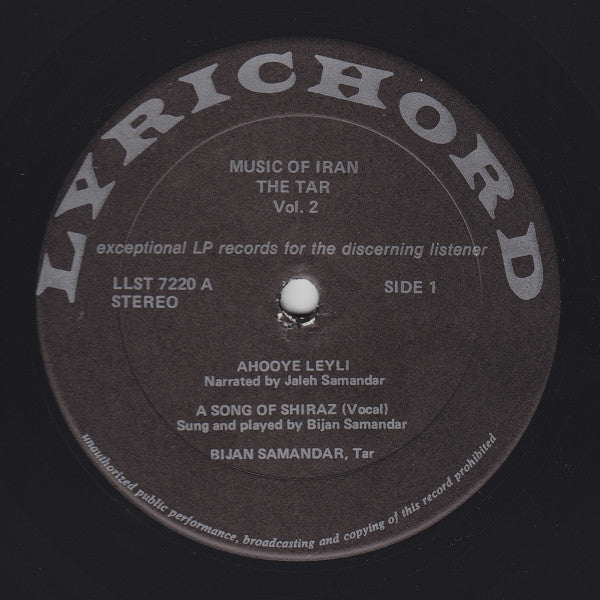 LYRICHORD
MUSIC OF IRAN
THE TAR
Vol. 2
exceptional LP records for the discerning listener
LLST 7220 A
STEREO
SIDE 1
AHOOYE LEYLI
Narrated by Jaleh Samandar
A SONG OF SHIRAZ (Vocal)
Sung and played by Bijan Samandar
BIJAN SAMANDAR, Tar
unauthorized public performance, broadcasting and copying of this record prohibited